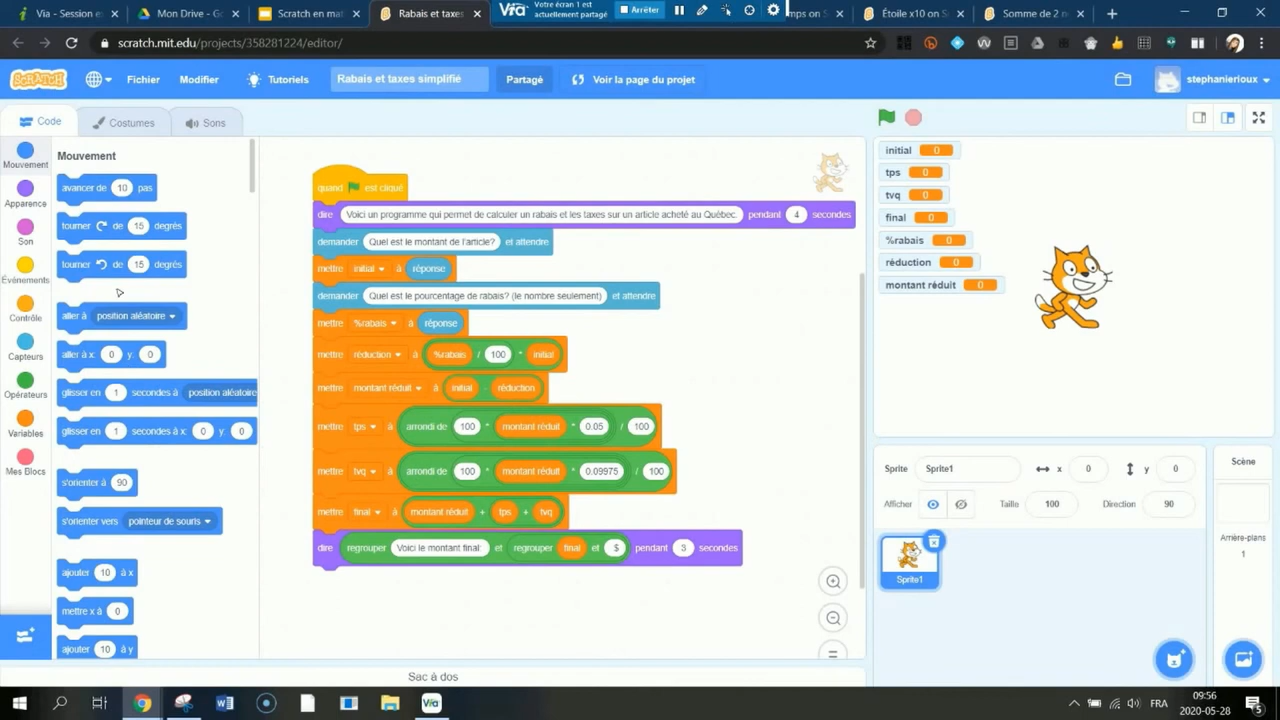 Via - Session en
Mon Drive - Go
Scratch en math
Rabais et taxes
Via
Votre écran 1 est
actuellement partagé
Arrêter
mps on S
Étoile x10 on S
Somme de 2 n
scratch.mit.edu/projects/358281224/editor/
SCRATCH
Fichier
Modifier
Tutoriels
Rabais et taxes simplifié
Partagé
Voir la page du projet
stephanierioux
Code
Costumes
Sons
Mouvement
Apparence
Son
Événements
Contrôle
Capteurs
Opérateurs
Variables
Mes Blocs
Mouvement
avancer de 10 pas
tourner de 15 degrés
tourner de 15 degrés
aller à position aléatoire
aller à x: 0 y: 0
glisser en 1 secondes à position aléatoire
glisser en 1 secondes à x: 0 y: 0
s'orienter à 90
s'orienter vers pointeur de souris
ajouter 10 à x
mettre x à 0
ajouter 10 à y
quand est cliqué
dire Voici un programme qui permet de calculer un rabais et les taxes sur un article acheté au Québec. pendant 4 secondes
demander Quel est le montant de l'article? et attendre
mettre initial à réponse
demander Quel est le pourcentage de rabais? (le nombre seulement) et attendre
mettre %rabais à réponse
mettre réduction à %rabais / 100 * initial
mettre montant réduit à initial - réduction
mettre tps à arrondi de 100 * montant réduit * 0.05 / 100
mettre tvq à arrondi de 100 * montant réduit * 0.09975 / 100
mettre final à montant réduit + tps + tvq
dire regrouper Voici le montant final: et regrouper final et $ pendant 3 secondes
initial 0
tps 0
tvq 0
final 0
%rabais 0
réduction 0
montant réduit 0
Sprite Sprite1 x 0 y 0
Afficher Taille 100 Direction 90
Sprite1
Scène
Arrière-plans
1
Sac à dos
W
Via
FRA
09:56
2020-05-28
5